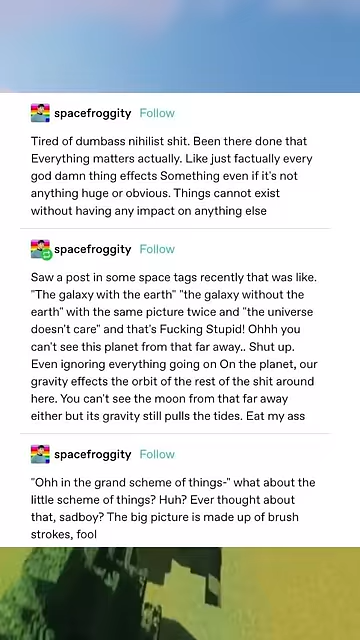 spacefroggity Follow
Tired of dumbass nihilist shit. Been there done that
Everything matters actually. Like just factually every
god damn thing effects Something even if it's not
anything huge or obvious. Things cannot exist
without having any impact on anything else
spacefroggity Follow
Saw a post in some space tags recently that was like.
"The galaxy with the earth" "the galaxy without the
earth" with the same picture twice and "the universe
doesn't care" and that's Fucking Stupid! Ohhh you
can't see this planet from that far away.. Shut up.
Even ignoring everything going on On the planet, our
gravity effects the orbit of the rest of the shit around
here. You can't see the moon from that far away
either but its gravity still pulls the tides. Eat my ass
spacefroggity Follow
"Ohh in the grand scheme of things-" what about the
little scheme of things? Huh? Ever thought about
that, sadboy? The big picture is made up of brush
strokes, fool